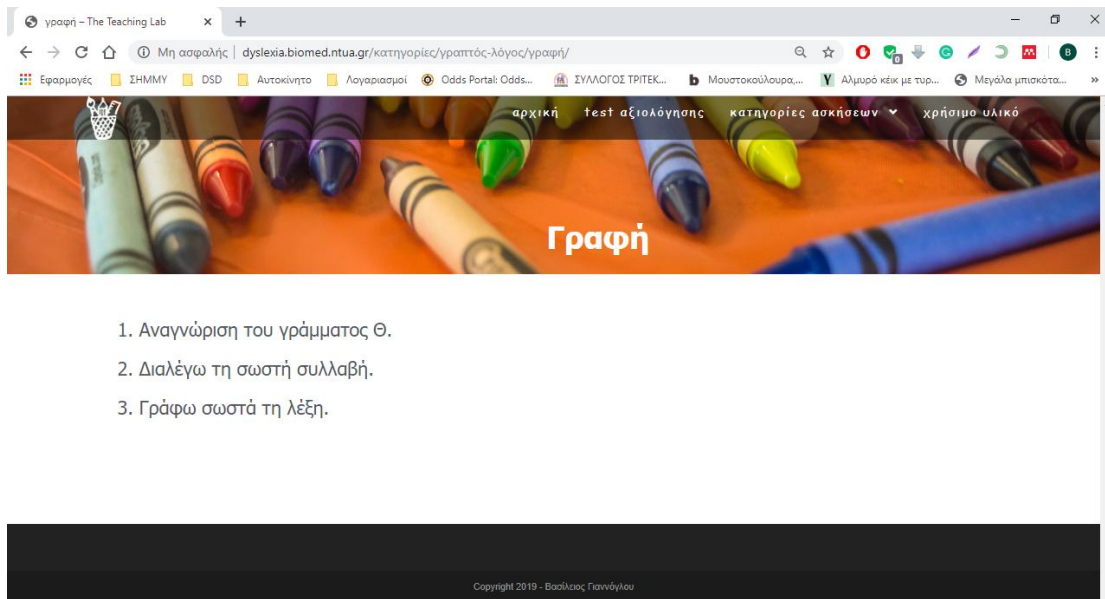 γραφή – The Teaching Lab
Μη ασφαλής | dyslexia.biomed.ntua.gr/κατηγορίες/γραπτός-λόγος/γραφή/
Εφαρμογές ΣΗΜΜΥ DSD Αυτοκίνητο Λογαριασμοί Odds Portal: Odds... ΣΥΛΛΟΓΟΣ ΤΡΙΤΕΚ... Μουστοκούλουρα,... Αλμυρό κέικ με τυρ... Μεγάλα μπισκότα... »
αρχική test αξιολόγησης κατηγορίες ασκήσεων χρήσιμο υλικό
Γραφή
1. Αναγνώριση του γράμματος Θ.
2. Διαλέγω τη σωστή συλλαβή.
3. Γράφω σωστά τη λέξη.
Copyright 2019 - Βασίλειος Γιαννόγλου